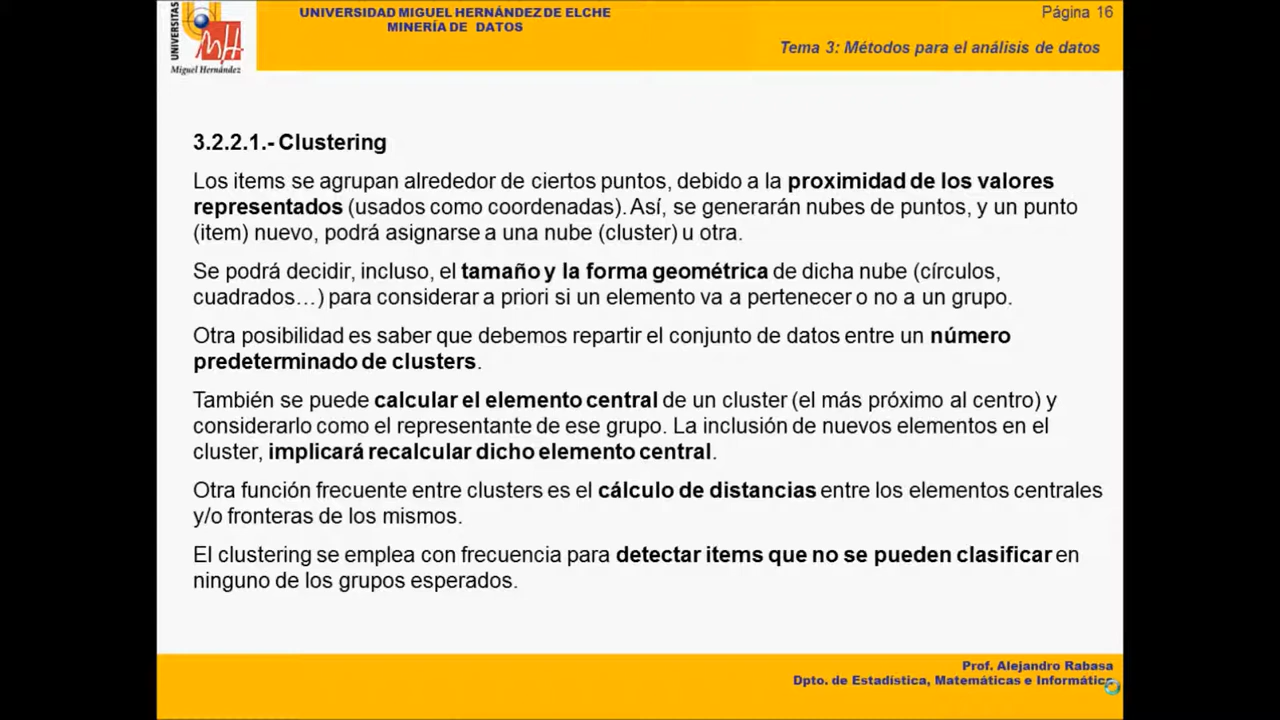 UNIVERSITAS
Miguel Hernández
UNIVERSIDAD MIGUEL HERNÁNDEZ DE ELCHE
MINERÍA DE DATOS
Página 16
Tema 3: Métodos para el análisis de datos
3.2.2.1.- Clustering
Los items se agrupan alrededor de ciertos puntos, debido a la proximidad de los valores
representados (usados como coordenadas). Así, se generarán nubes de puntos, y un punto
(item) nuevo, podrá asignarse a una nube (cluster) u otra.
Se podrá decidir, incluso, el tamaño y la forma geométrica de dicha nube (círculos,
cuadrados…) para considerar a priori si un elemento va a pertenecer o no a un grupo.
Otra posibilidad es saber que debemos repartir el conjunto de datos entre un número
predeterminado de clusters.
También se puede calcular el elemento central de un cluster (el más próximo al centro) y
considerarlo como el representante de ese grupo. La inclusión de nuevos elementos en el
cluster, implicará recalcular dicho elemento central.
Otra función frecuente entre clusters es el cálculo de distancias entre los elementos centrales
y/o fronteras de los mismos.
El clustering se emplea con frecuencia para detectar items que no se pueden clasificar en
ninguno de los grupos esperados.
Prof. Alejandro Rabasa
Dpto. de Estadística, Matemáticas e Informática